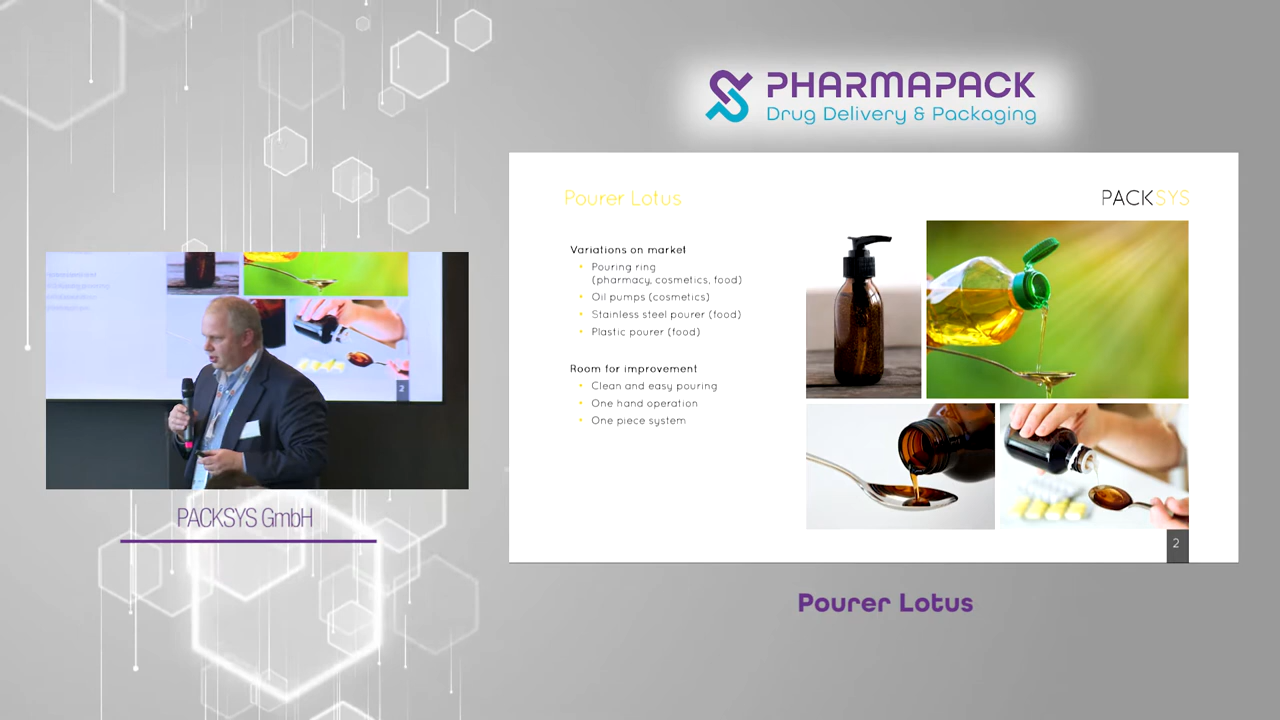 PHARMAPACK
Drug Delivery & Packaging
Pourer Lotus
PACKSYS
Variations on market
Pouring ring
(pharmacy, cosmetics, food)
Oil pumps (cosmetics)
Stainless steel pourer (food)
Plastic pourer (food)
Room for improvement
Clean and easy pouring
One hand operation
One piece system
2
2
PACKSYS GmbH
Pourer Lotus